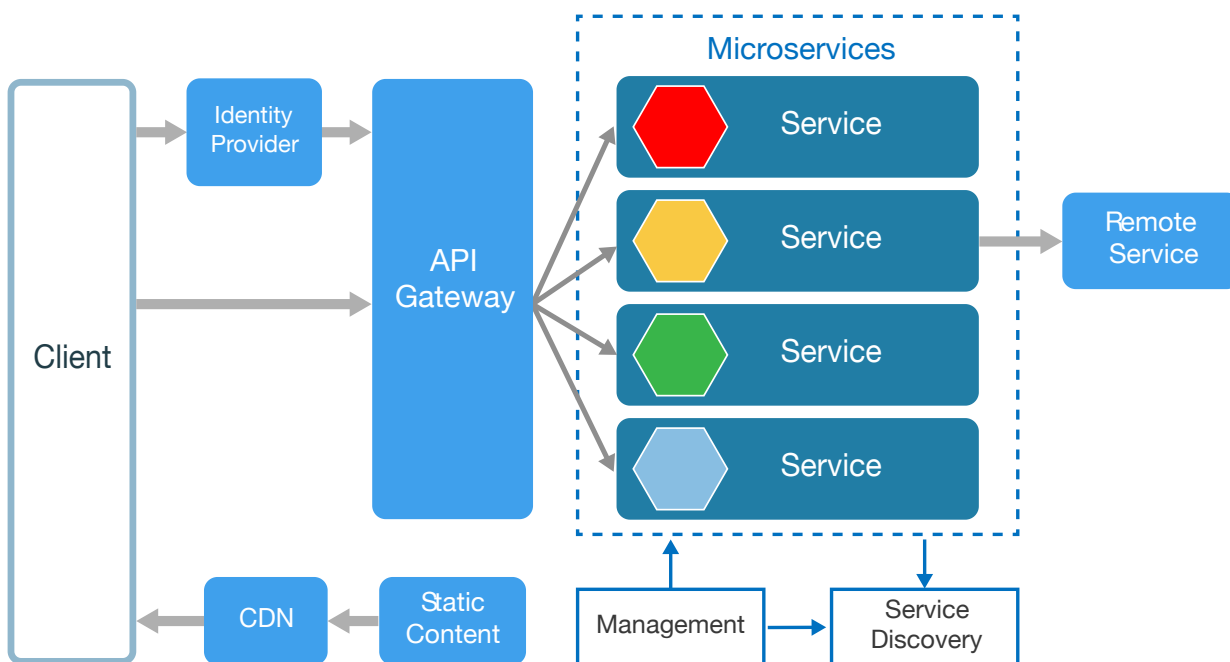 Microservices
Client
Identity
Provider
API
Gateway
Service
Service
Service
Service
Remote
Service
CDN
Static
Content
Management
Service
Discovery